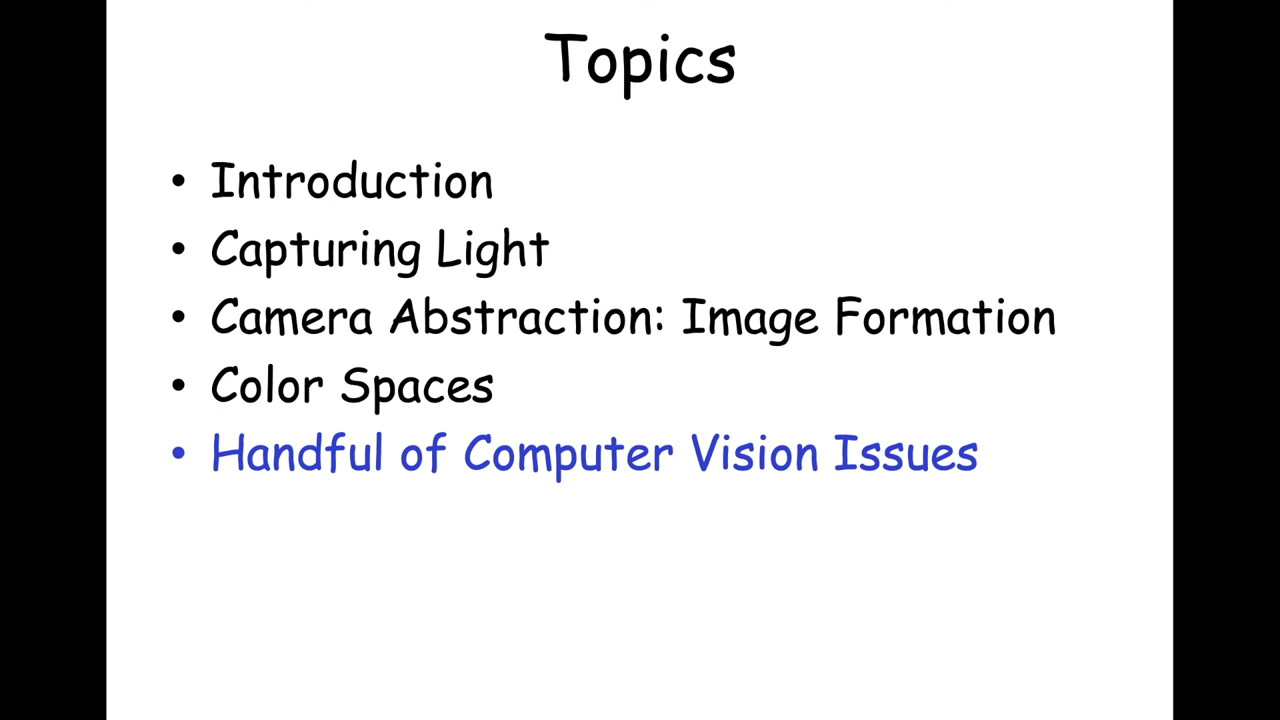 Topics
• Introduction
• Capturing Light
• Camera Abstraction: Image Formation
• Color Spaces
• Handful of Computer Vision Issues